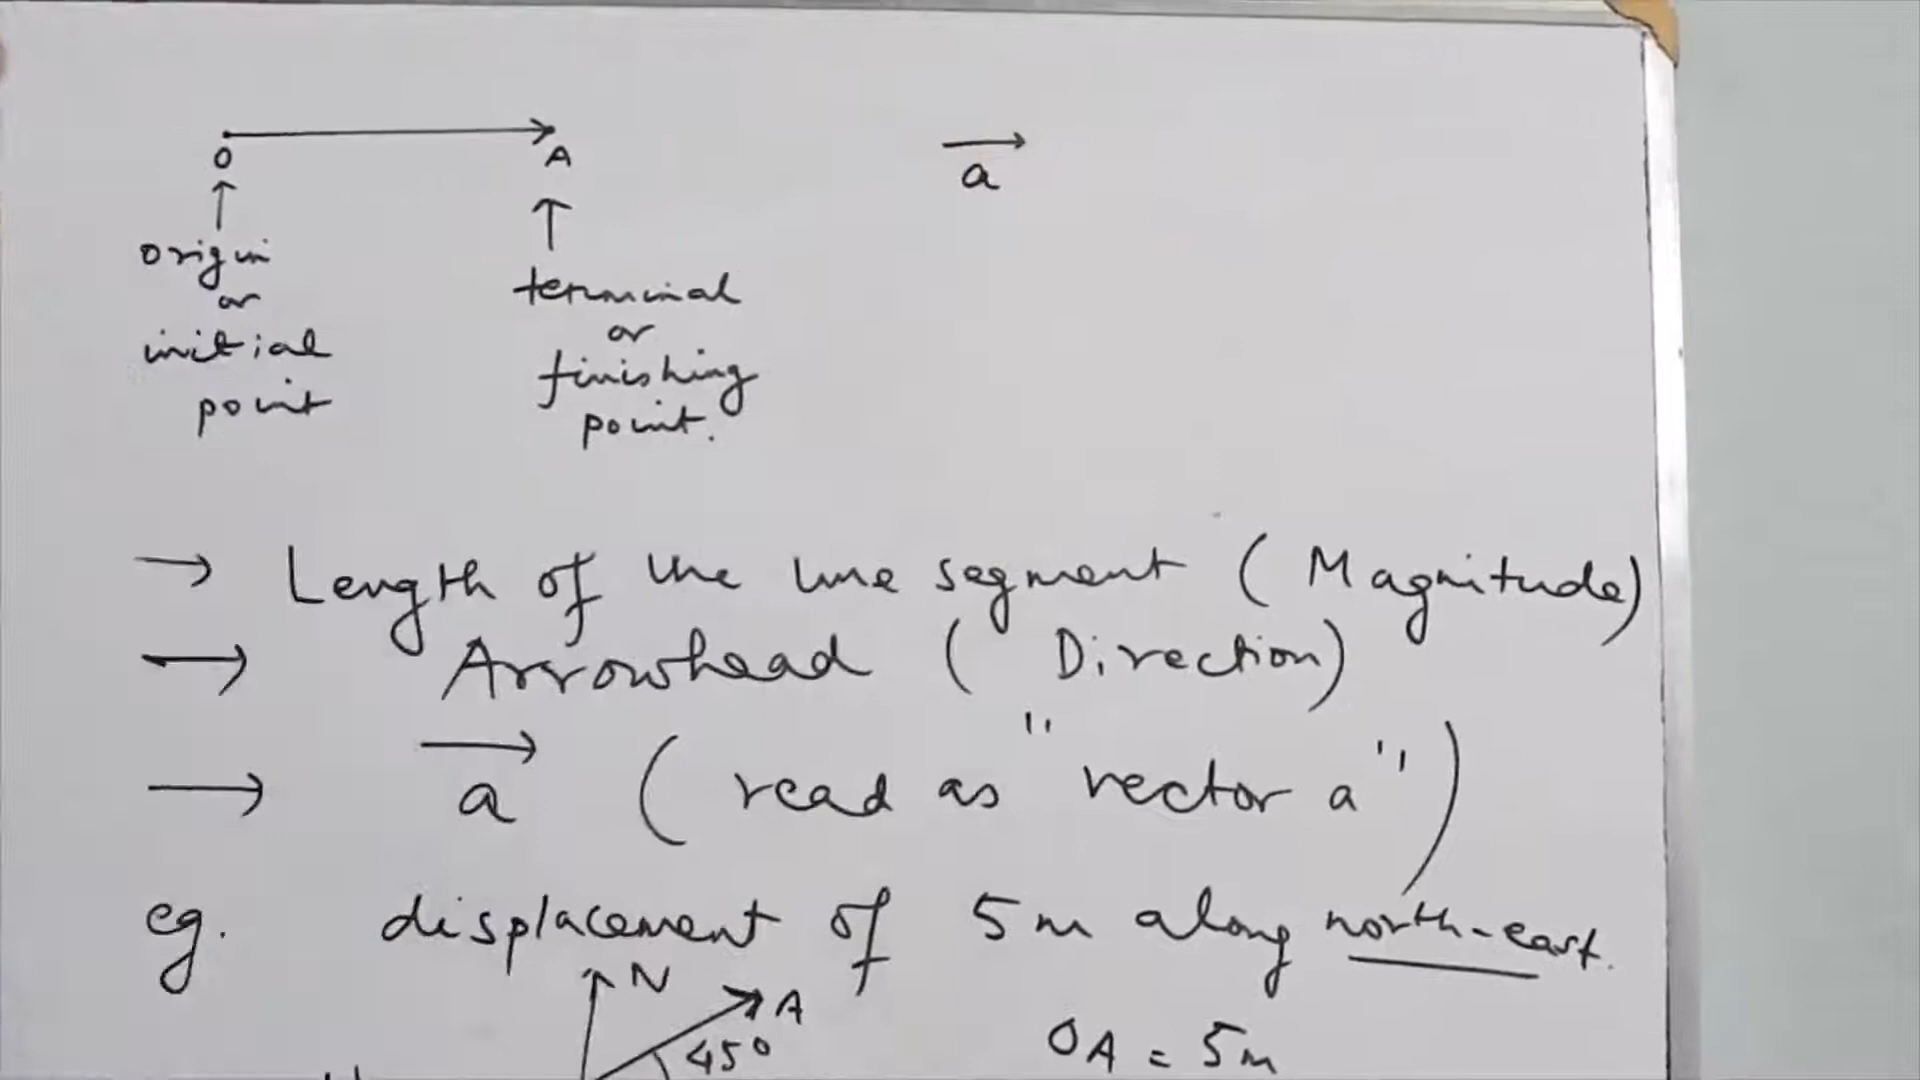 O A
a
origin
or
initial
point
terminal
or
finishing
point.
→ Length of the line segment (Magnitude)
→ Arrowhead (Direction)
→ a (read as "vector a")
eg. displacement of 5m along north-east.
N
A
45°
OA = 5m